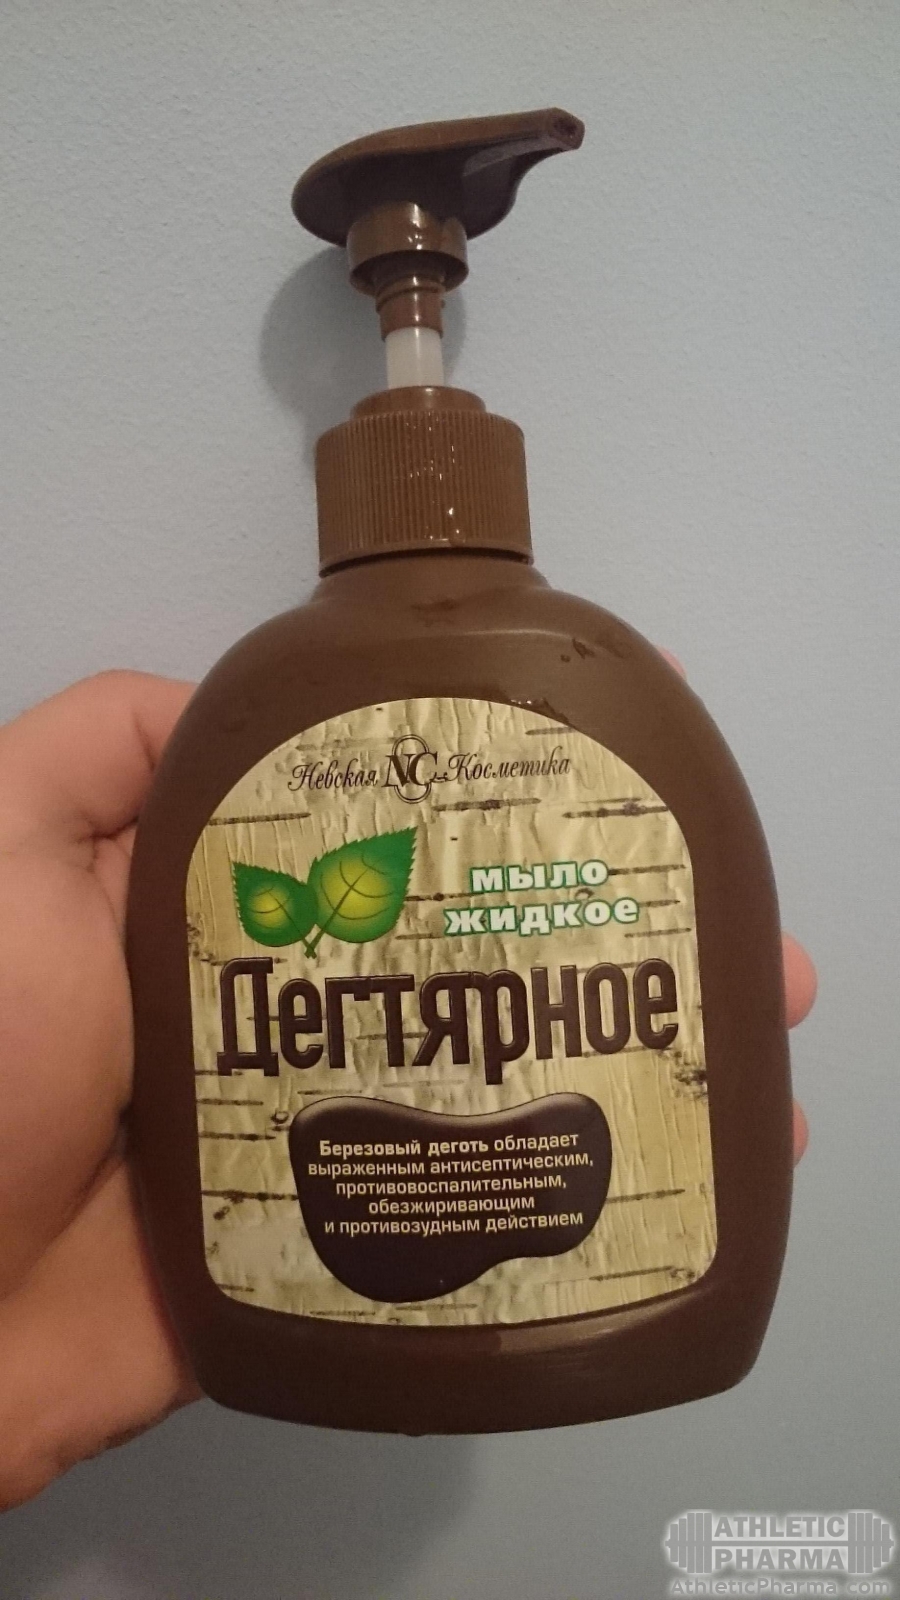 Невская NC Косметика
мыло
жидкое
Дегтярное
Березовый деготь обладает
выраженным антисептическим,
противовоспалительным,
обезжиривающим
и противозудным действием
ATHLETIC
PHARMA
AthleticPharma.com